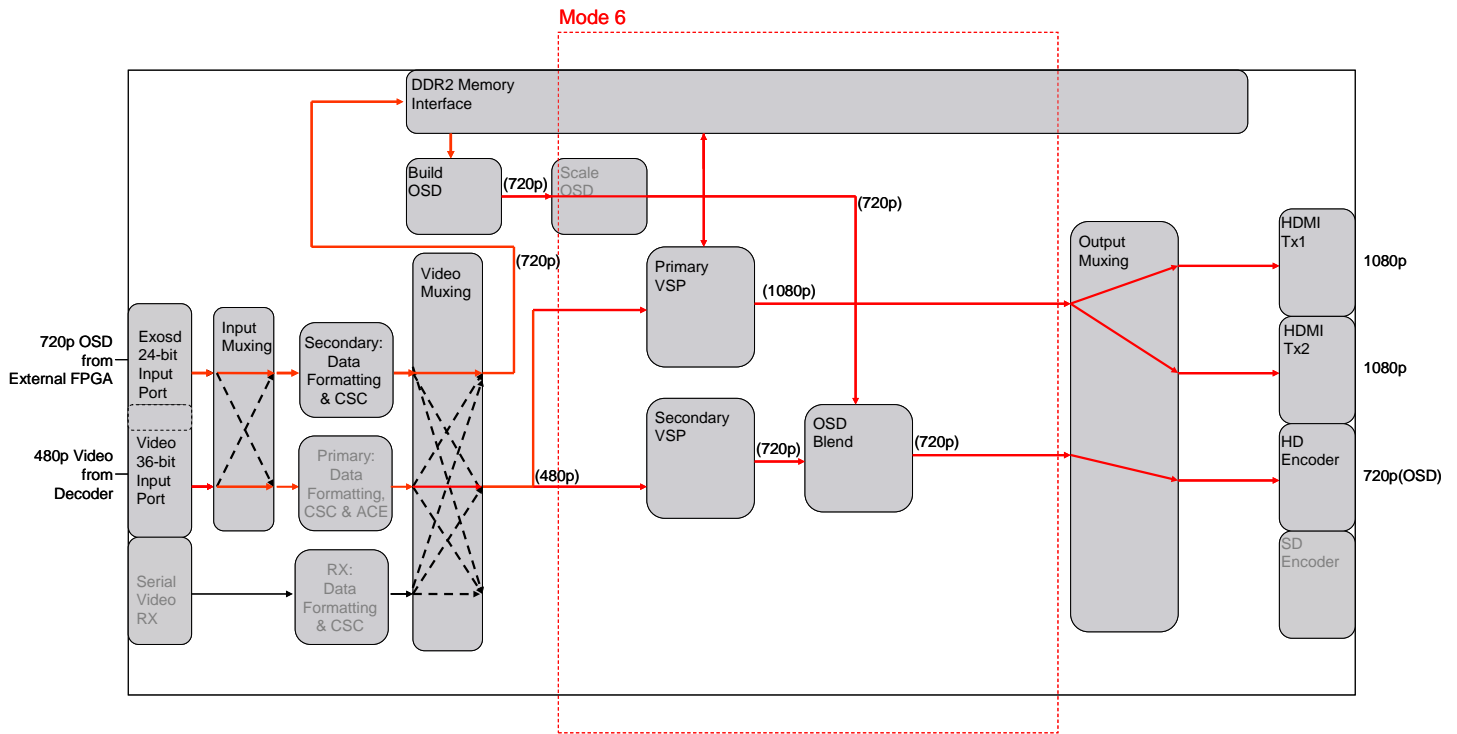 Mode 6
DDR2 Memory
Interface
Build
OSD
(720p)
Scale
OSD
(720p)
(720p)
Video
Muxing
Primary
VSP
(1080p)
Output
Muxing
HDMI
Tx1
1080p
720p OSD
from
External FPGA
Exosd
24-bit
Input
Port
Input
Muxing
Secondary:
Data
Formatting
& CSC
HDMI
Tx2
1080p
480p Video
from
Decoder
Video
36-bit
Input
Port
Primary:
Data
Formatting,
CSC & ACE
(480p)
Secondary
VSP
(720p)
OSD
Blend
(720p)
HD
Encoder
720p(OSD)
Serial
Video
RX
RX:
Data
Formatting
& CSC
SD
Encoder